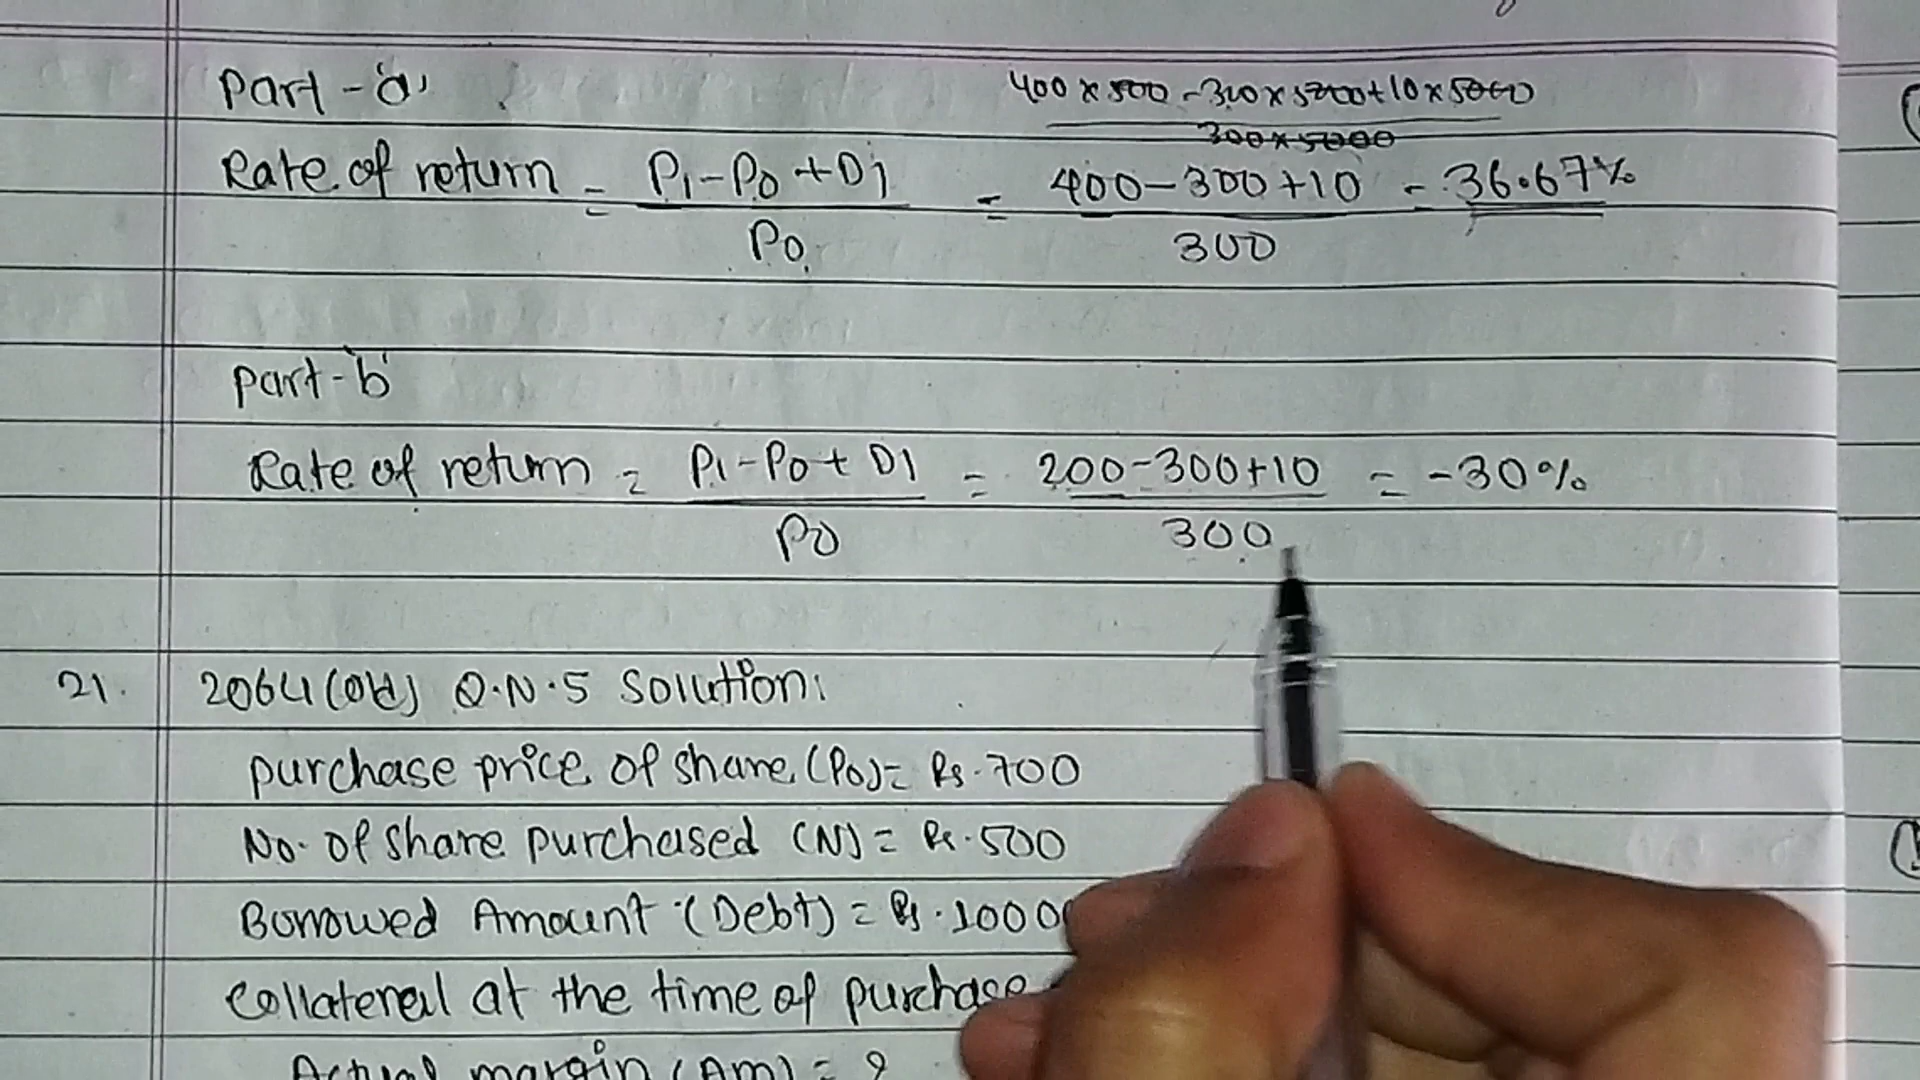 Part-'a'
400 x 500 - 300 x 5000 + 10 x 5000
300 x 5000
Rate of return = P1-P0+D1 = 400-300+10 = 36.67%
P0 300
part-'b'
Rate of return = P1-P0+D1 = 200-300+10 = -30%
P0 300
21. 2064(Old) Q.N.5 Solution:
purchase price of share (P0)= Rs.700
No. of share purchased (N) = Rs.500
Borrowed Amount (Debt) = Rs.1000
Collateral at the time of purchase
Actual margin (Am) = ?